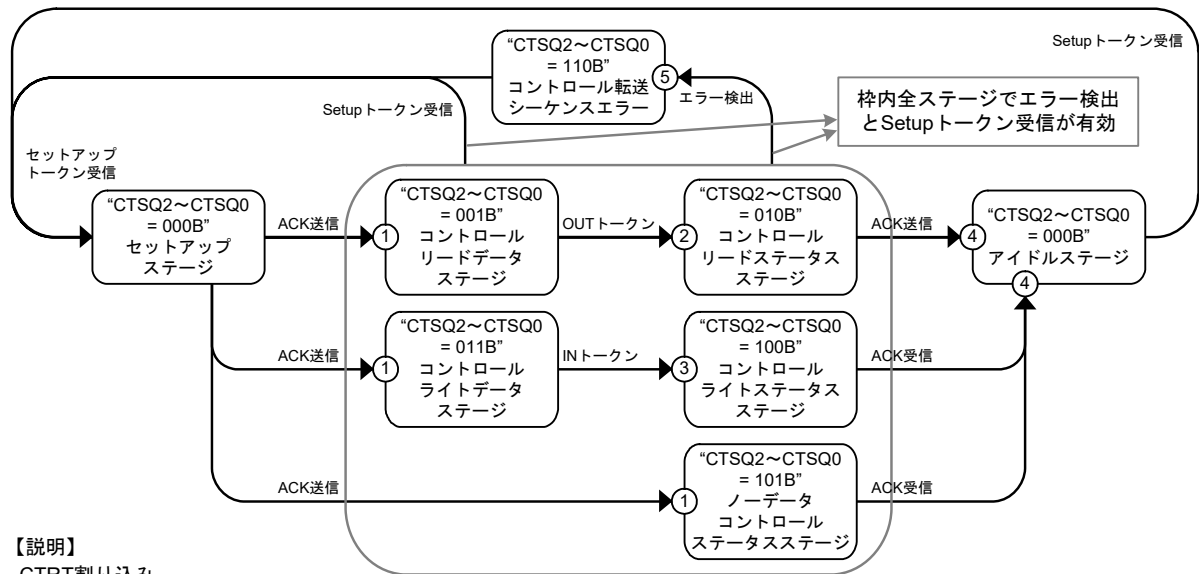 Setupトークン受信
“CTSQ2～CTSQ0
= 110B”
コントロール転送
シーケンスエラー
⑤
エラー検出
Setupトークン受信
枠内全ステージでエラー検出
とSetupトークン受信が有効
セットアップ
トークン受信
“CTSQ2～CTSQ0
= 000B”
セットアップ
ステージ
ACK送信
①
“CTSQ2～CTSQ0
= 001B”
コントロール
リードデータ
ステージ
OUTトークン
②
“CTSQ2～CTSQ0
= 010B”
コントロール
リードステータス
ステージ
ACK送信
④
“CTSQ2～CTSQ0
= 000B”
アイドルステージ
④
ACK送信
①
“CTSQ2～CTSQ0
= 011B”
コントロール
ライトデータ
ステージ
INトークン
③
“CTSQ2～CTSQ0
= 100B”
コントロール
ライトステータス
ステージ
ACK受信
ACK送信
①
“CTSQ2～CTSQ0
= 101B”
ノーデータ
コントロール
ステータスステージ
ACK受信
【説明】
CTRT割り込み